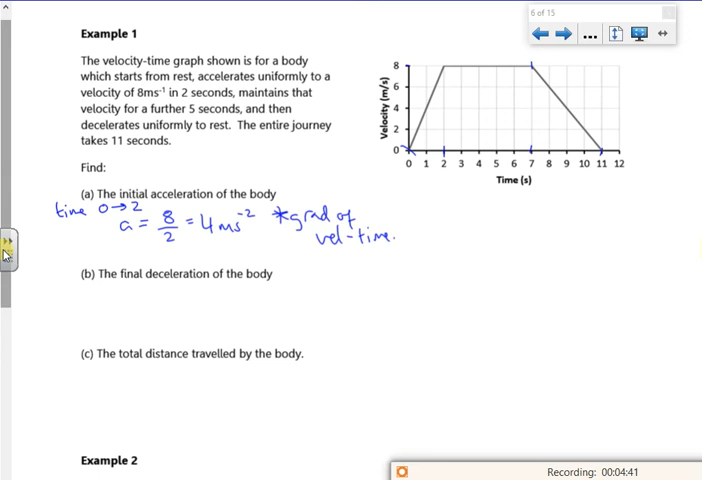 6 of 15
Example 1
The velocity-time graph shown is for a body
which starts from rest, accelerates uniformly to a
velocity of 8ms⁻¹ in 2 seconds, maintains that
velocity for a further 5 seconds, and then
decelerates uniformly to rest. The entire journey
takes 11 seconds.
Find:
8
6
4
2
0
Velocity (m/s)
0 1 2 3 4 5 6 7 8 9 10 11 12
Time (s)
(a) The initial acceleration of the body
time 0→2
a = 8/2 = 4ms⁻² *grad of
vel-time.
(b) The final deceleration of the body
(c) The total distance travelled by the body.
Example 2
Recording: 00:04:41